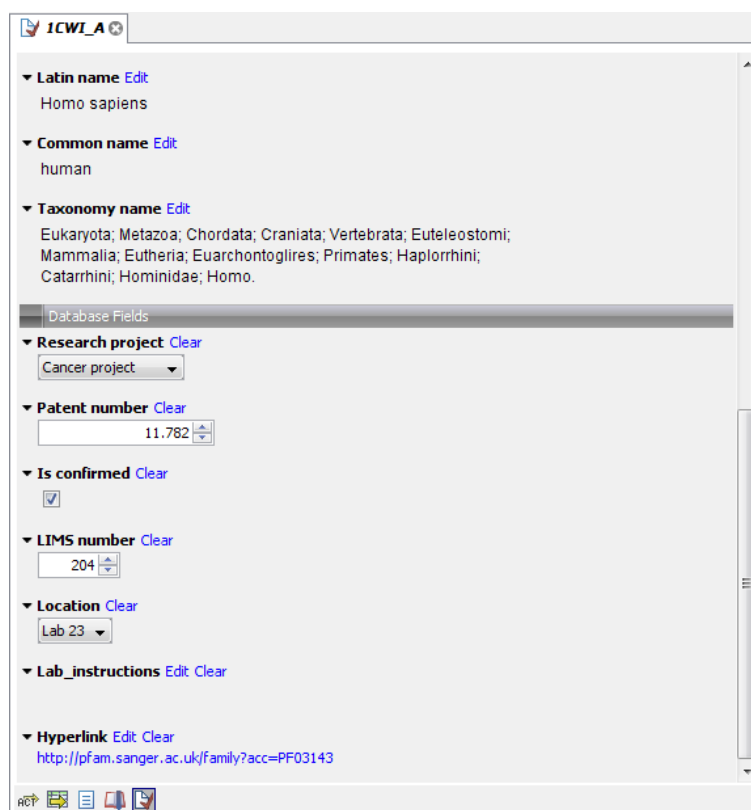 1CWI_A
Latin name Edit
Homo sapiens
Common name Edit
human
Taxonomy name Edit
Eukaryota; Metazoa; Chordata; Craniata; Vertebrata; Euteleostomi;
Mammalia; Eutheria; Euarchontoglires; Primates; Haplorrhini;
Catarrhini; Hominidae; Homo.
Database Fields
Research project Clear
Cancer project
Patent number Clear
11.782
Is confirmed Clear
LIMS number Clear
204
Location Clear
Lab 23
Lab_instructions Edit Clear
Hyperlink Edit Clear
http://pfam.sanger.ac.uk/family?acc=PF03143